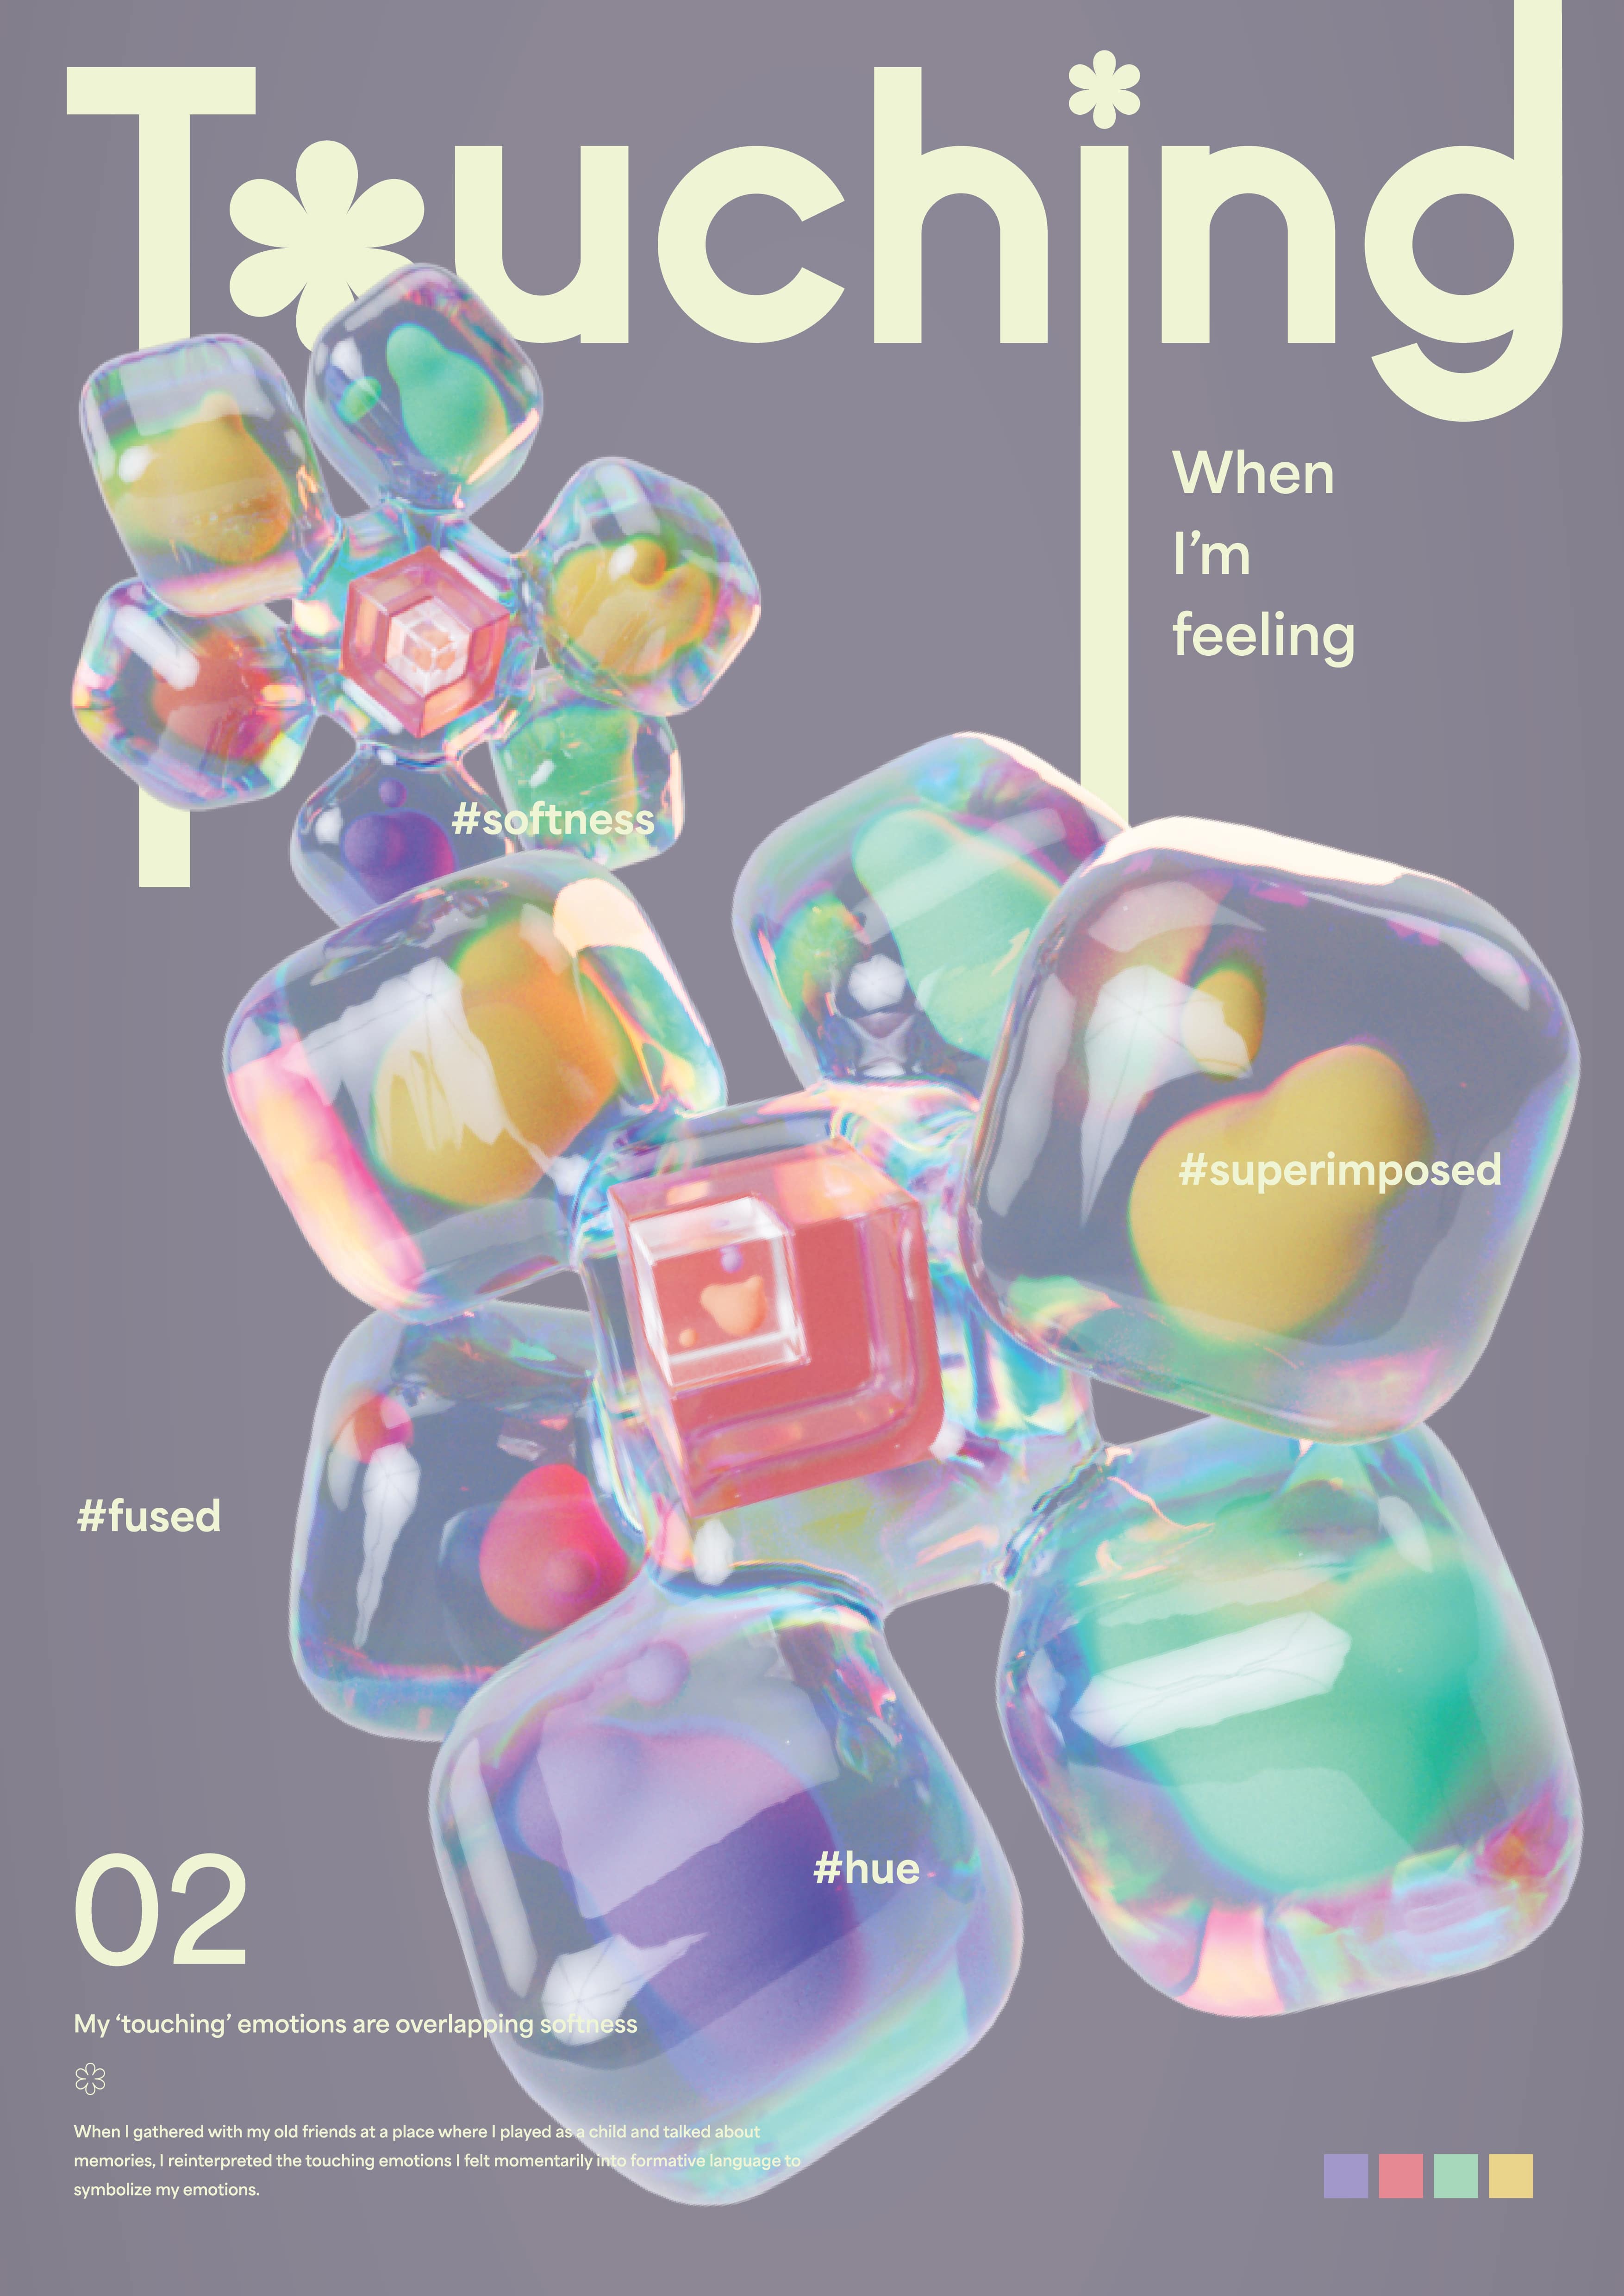 Touching
When
I’m
feeling
#softness
#superimposed
#fused
#hue
02
My ‘touching’ emotions are overlapping softness
When I gathered with my old friends at a place where I played as a child and talked about
memories, I reinterpreted the touching emotions I felt momentarily into formative language to
symbolize my emotions.